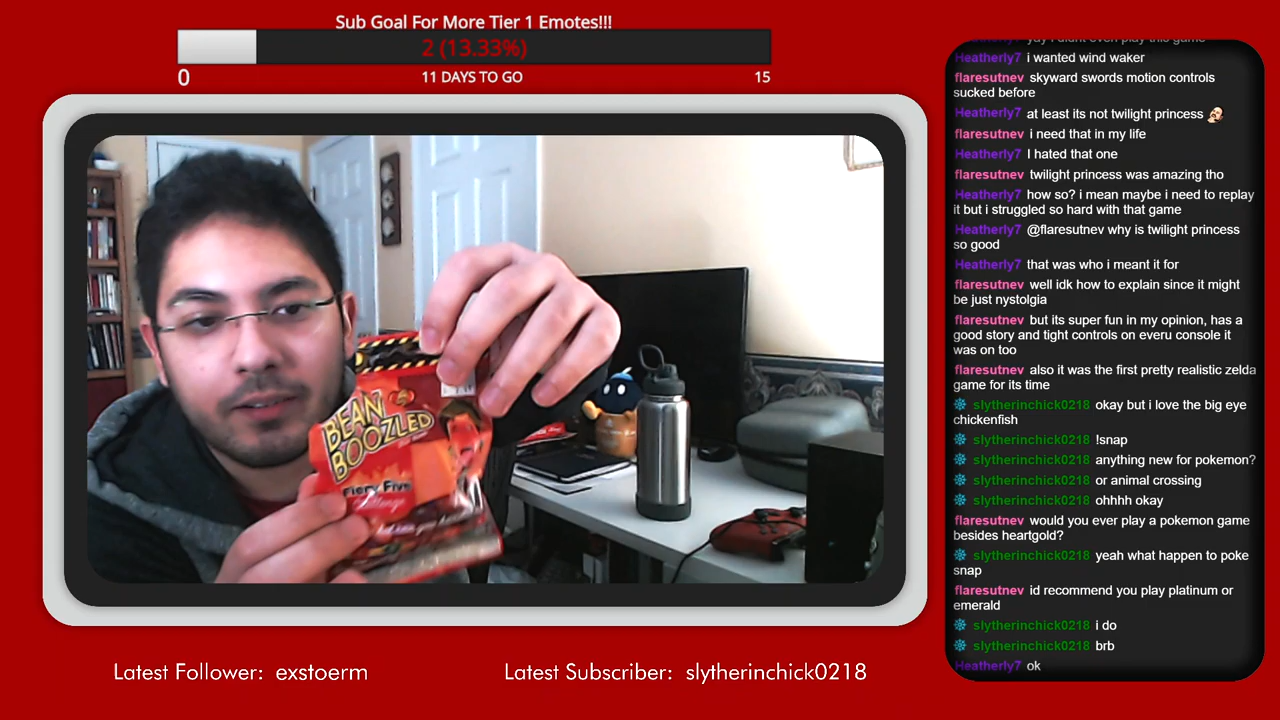 Sub Goal For More Tier 1 Emotes!!!
2 (13.33%)
0
11 DAYS TO GO
15
yay i didnt even play this game
Heatherly7 i wanted wind waker
flaresutnev skyward swords motion controls
sucked before
Heatherly7 at least its not twilight princess
flaresutnev i need that in my life
Heatherly7 I hated that one
flaresutnev twilight princess was amazing tho
Heatherly7 how so? i mean maybe i need to replay
it but i struggled so hard with that game
Heatherly7 @flaresutnev why is twilight princess
so good
Heatherly7 that was who i meant it for
flaresutnev well idk how to explain since it might
be just nystolgia
flaresutnev but its super fun in my opinion, has a
good story and tight controls on everu console it
was on too
flaresutnev also it was the first pretty realistic zelda
game for its time
slytherinchick0218 okay but i love the big eye
chickenfish
slytherinchick0218 !snap
slytherinchick0218 anything new for pokemon?
slytherinchick0218 or animal crossing
slytherinchick0218 ohhhh okay
flaresutnev would you ever play a pokemon game
besides heartgold?
slytherinchick0218 yeah what happen to poke
snap
flaresutnev id recommend you play platinum or
emerald
slytherinchick0218 i do
slytherinchick0218 brb
Heatherly7 ok
BEAN
BOOZLED
Fiery Five
Challenge
Latest Follower: exstoerm
Latest Subscriber: slytherinchick0218